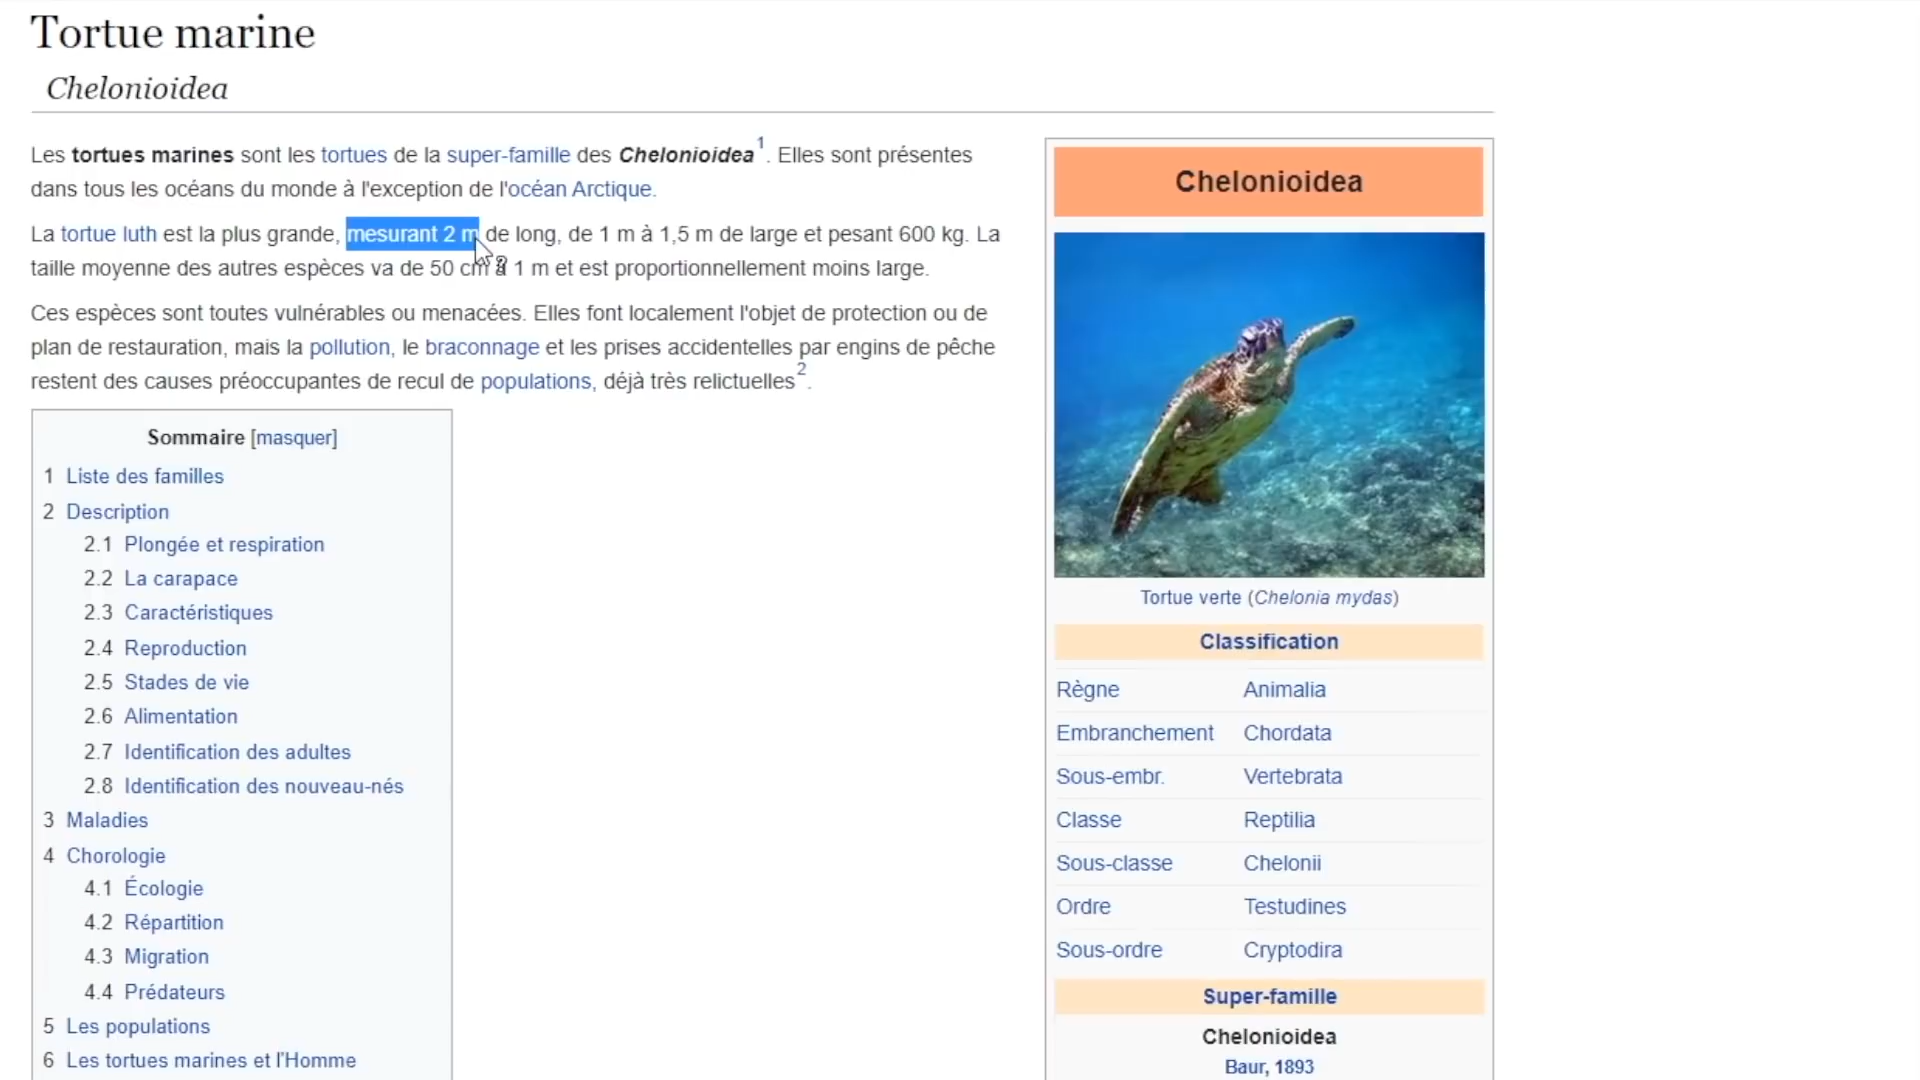 Tortue marine
Chelonioidea
Les tortues marines sont les tortues de la super-famille des Chelonioidea1. Elles sont présentes
dans tous les océans du monde à l'exception de l'océan Arctique.
La tortue luth est la plus grande, mesurant 2 m de long, de 1 m à 1,5 m de large et pesant 600 kg. La
taille moyenne des autres espèces va de 50 cm à 1 m et est proportionnellement moins large.
Ces espèces sont toutes vulnérables ou menacées. Elles font localement l'objet de protection ou de
plan de restauration, mais la pollution, le braconnage et les prises accidentelles par engins de pêche
restent des causes préoccupantes de recul de populations, déjà très relictuelles2.
Sommaire [masquer]
1 Liste des familles
2 Description
2.1 Plongée et respiration
2.2 La carapace
2.3 Caractéristiques
2.4 Reproduction
2.5 Stades de vie
2.6 Alimentation
2.7 Identification des adultes
2.8 Identification des nouveau-nés
3 Maladies
4 Chorologie
4.1 Écologie
4.2 Répartition
4.3 Migration
4.4 Prédateurs
5 Les populations
6 Les tortues marines et l'Homme
Chelonioidea
Tortue verte (Chelonia mydas)
Classification
Règne Animalia
Embranchement Chordata
Sous-embr. Vertebrata
Classe Reptilia
Sous-classe Chelonii
Ordre Testudines
Sous-ordre Cryptodira
Super-famille
Chelonioidea
Baur, 1893